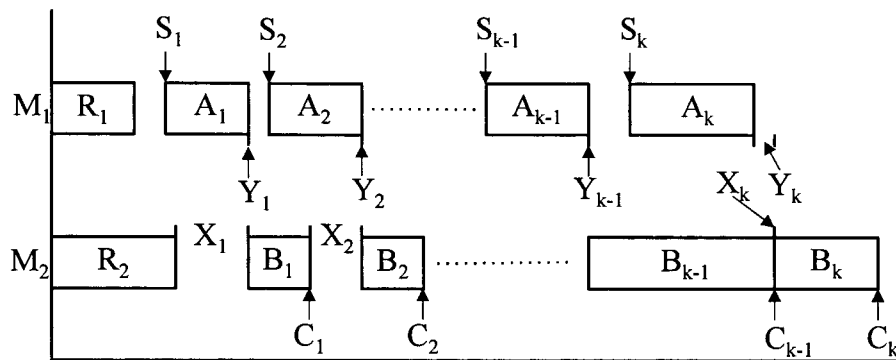 S₁ S₂ Sₖ₋₁ Sₖ
M₁ R₁ A₁ A₂ Aₖ₋₁ Aₖ
Y₁ Y₂ Yₖ₋₁ Xₖ Yₖ
M₂ R₂ X₁ B₁ X₂ B₂ Bₖ₋₁ Bₖ
C₁ C₂ Cₖ₋₁ Cₖ